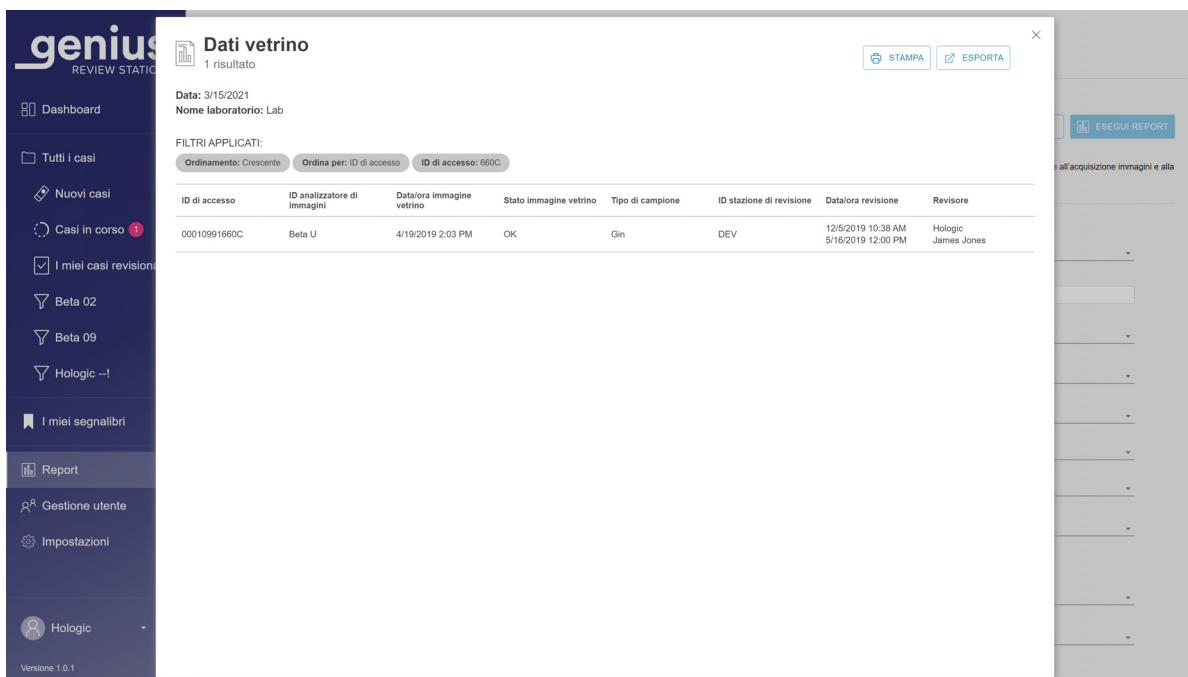 genius
REVIEW STATIO
Dashboard
Tutti i casi
Nuovi casi
Casi in corso 1
I miei casi revisiona
Beta 02
Beta 09
Hologic --!
I miei segnalibri
Report
Gestione utente
Impostazioni
Hologic
Versione 1.0.1
Dati vetrino
1 risultato
STAMPA ESPORTA
Data: 3/15/2021
Nome laboratorio: Lab
FILTRI APPLICATI:
Ordinamento: Crescente Ordina per: ID di accesso ID di accesso: 660C
ID di accesso ID analizzatore di immagini Data/ora immagine vetrino Stato immagine vetrino Tipo di campione ID stazione di revisione Data/ora revisione Revisore
00010991660C Beta U 4/19/2019 2:03 PM OK Gin DEV 12/5/2019 10:38 AM Hologic
5/16/2019 12:00 PM James Jones
ESEGUI REPORT
e all'acquisizione immagini e alla